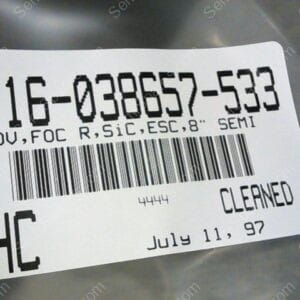 16-038657-533
OV,FOC R,SiC,ESC,8" SEMI
4444
CLEANED
HC
July 11, 97